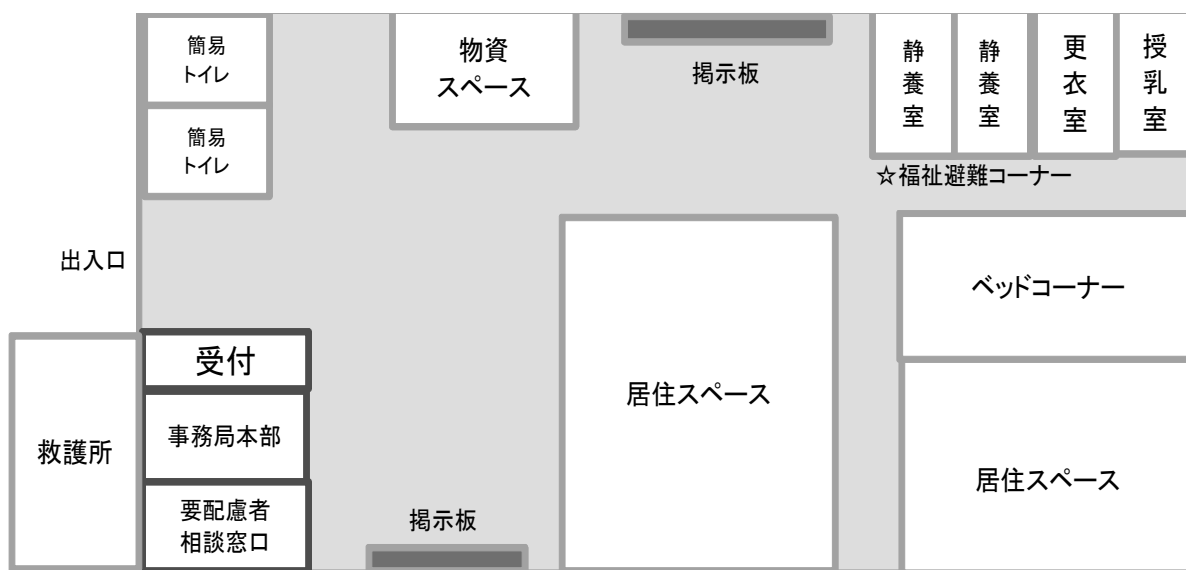 簡易
トイレ
物資
スペース
掲示板
静養室
静養室
更衣室
授乳室
簡易
トイレ
☆福祉避難コーナー
出入口
ベッドコーナー
受付
居住スペース
事務局本部
救護所
居住スペース
要配慮者
相談窓口
掲示板